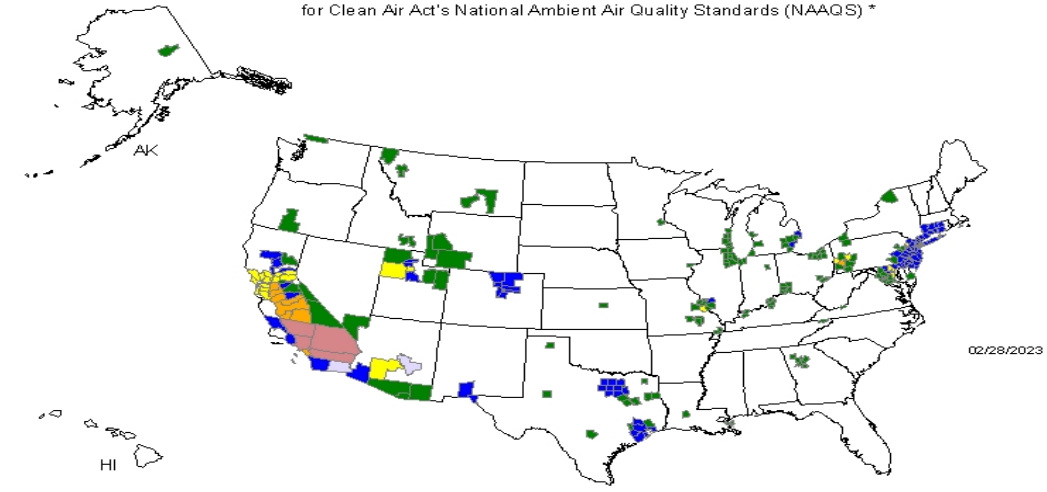 for Clean Air Act's National Ambient Air Quality Standards (NAAQS) *
AK
02/28/2023
HI